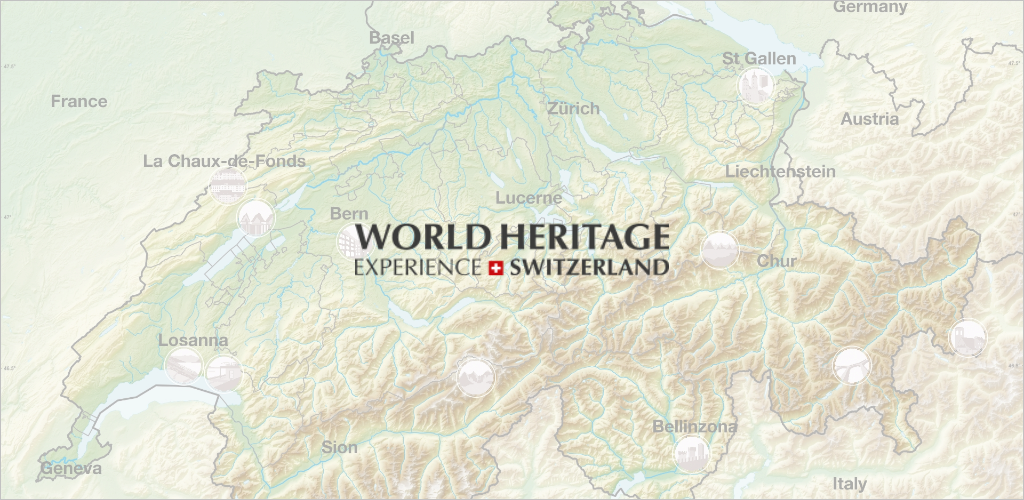 Germany
Basel
St Gallen
France
Zürich
Austria
La Chaux-de-Fonds
Liechtenstein
Lucerne
Bern
WORLD HERITAGE
EXPERIENCE SWITZERLAND
Chur
Losanna
Bellinzona
Sion
Geneva
Italy